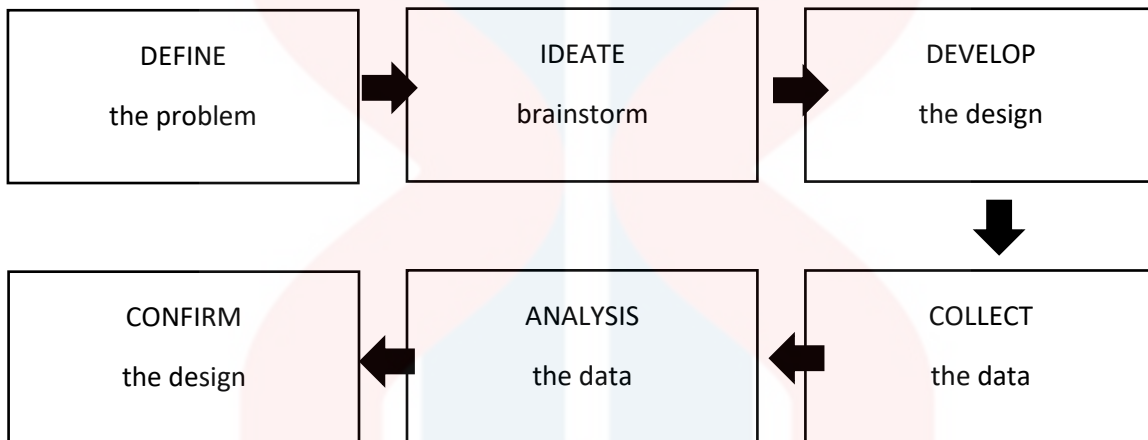 DEFINE
the problem
IDEATE
brainstorm
DEVELOP
the design
COLLECT
the data
ANALYSIS
the data
CONFIRM
the design